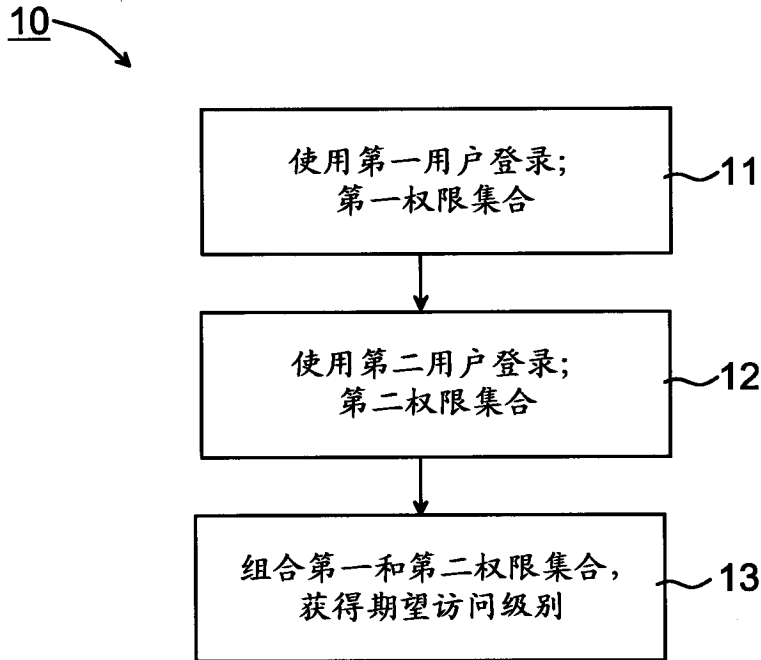 10
使用第一用户登录;
第一权限集合
11
使用第二用户登录;
第二权限集合
12
组合第一和第二权限集合,
获得期望访问级别
13